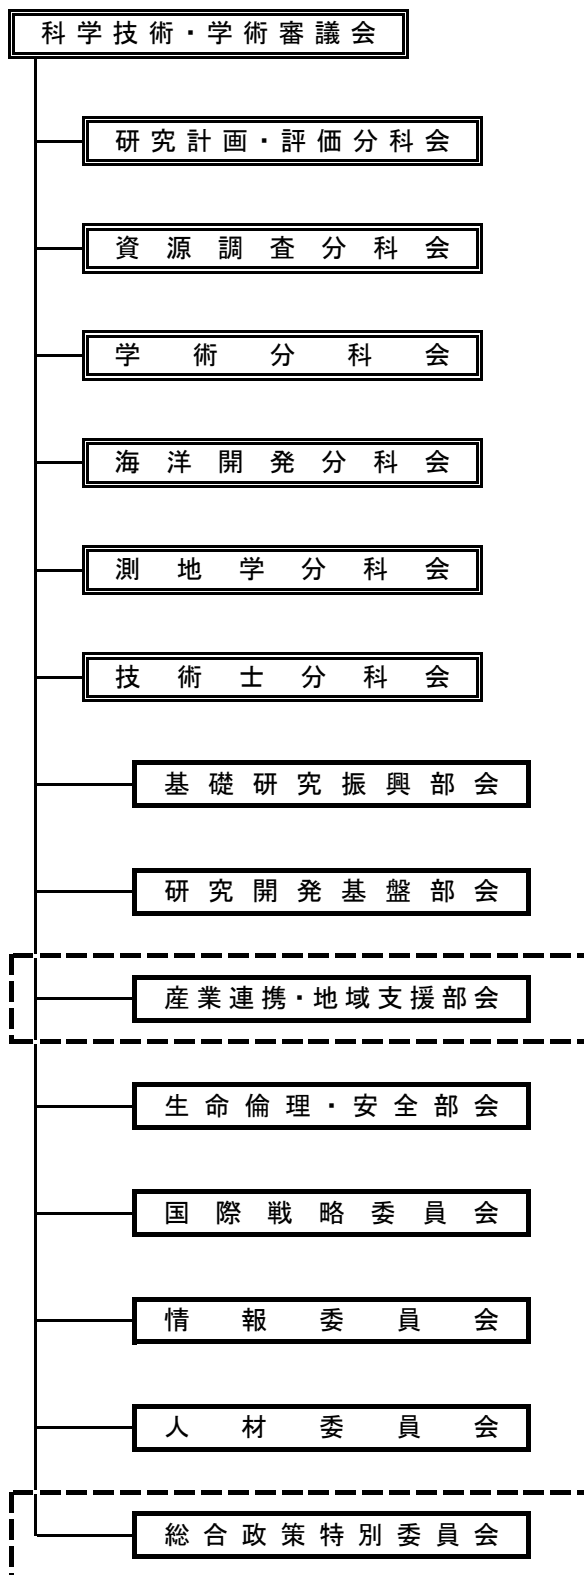 科学技術・学術審議会
研究計画・評価分科会
資源調査分科会
学術分科会
海洋開発分科会
測地学分科会
技術士分科会
基礎研究振興部会
研究開発基盤部会
産業連携・地域支援部会
生命倫理・安全部会
国際戦略委員会
情報委員会
人材委員会
総合政策特別委員会